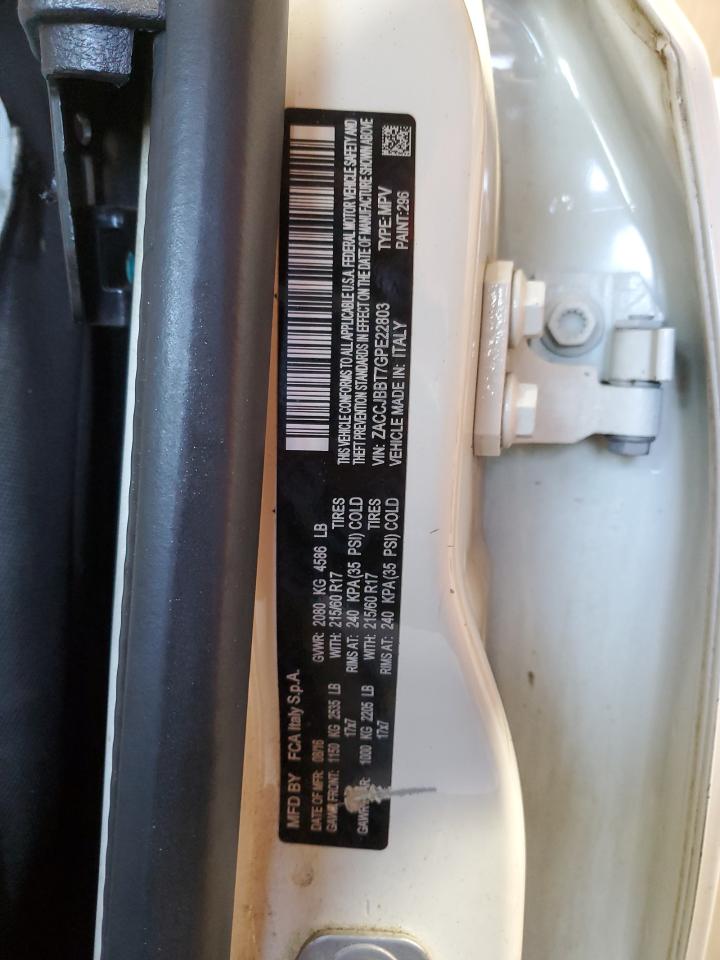 MFD BY FCA Italy S.p.A.
DATE OF MFR: 08/16 GVWR: 2080 KG 4586 LB
GAWR FRONT: 1150 KG 2535 LB WITH: 215/60 R17 TIRES
17x7 RIMS AT: 240 KPA(35 PSI) COLD
1000 KG 2205 LB WITH: 215/60 R17 TIRES
17x7 RIMS AT: 240 KPA(35 PSI) COLD
THIS VEHICLE CONFORMS TO ALL APPLICABLE U.S.A. FEDERAL MOTOR VEHICLE SAFETY AND
THEFT PREVENTION STANDARDS IN EFFECT ON THE DATE OF MANUFACTURE SHOWN ABOVE
VIN: ZACCJBBT7GPE22803 TYPE: MPV
VEHICLE MADE IN: ITALY PAINT: 296